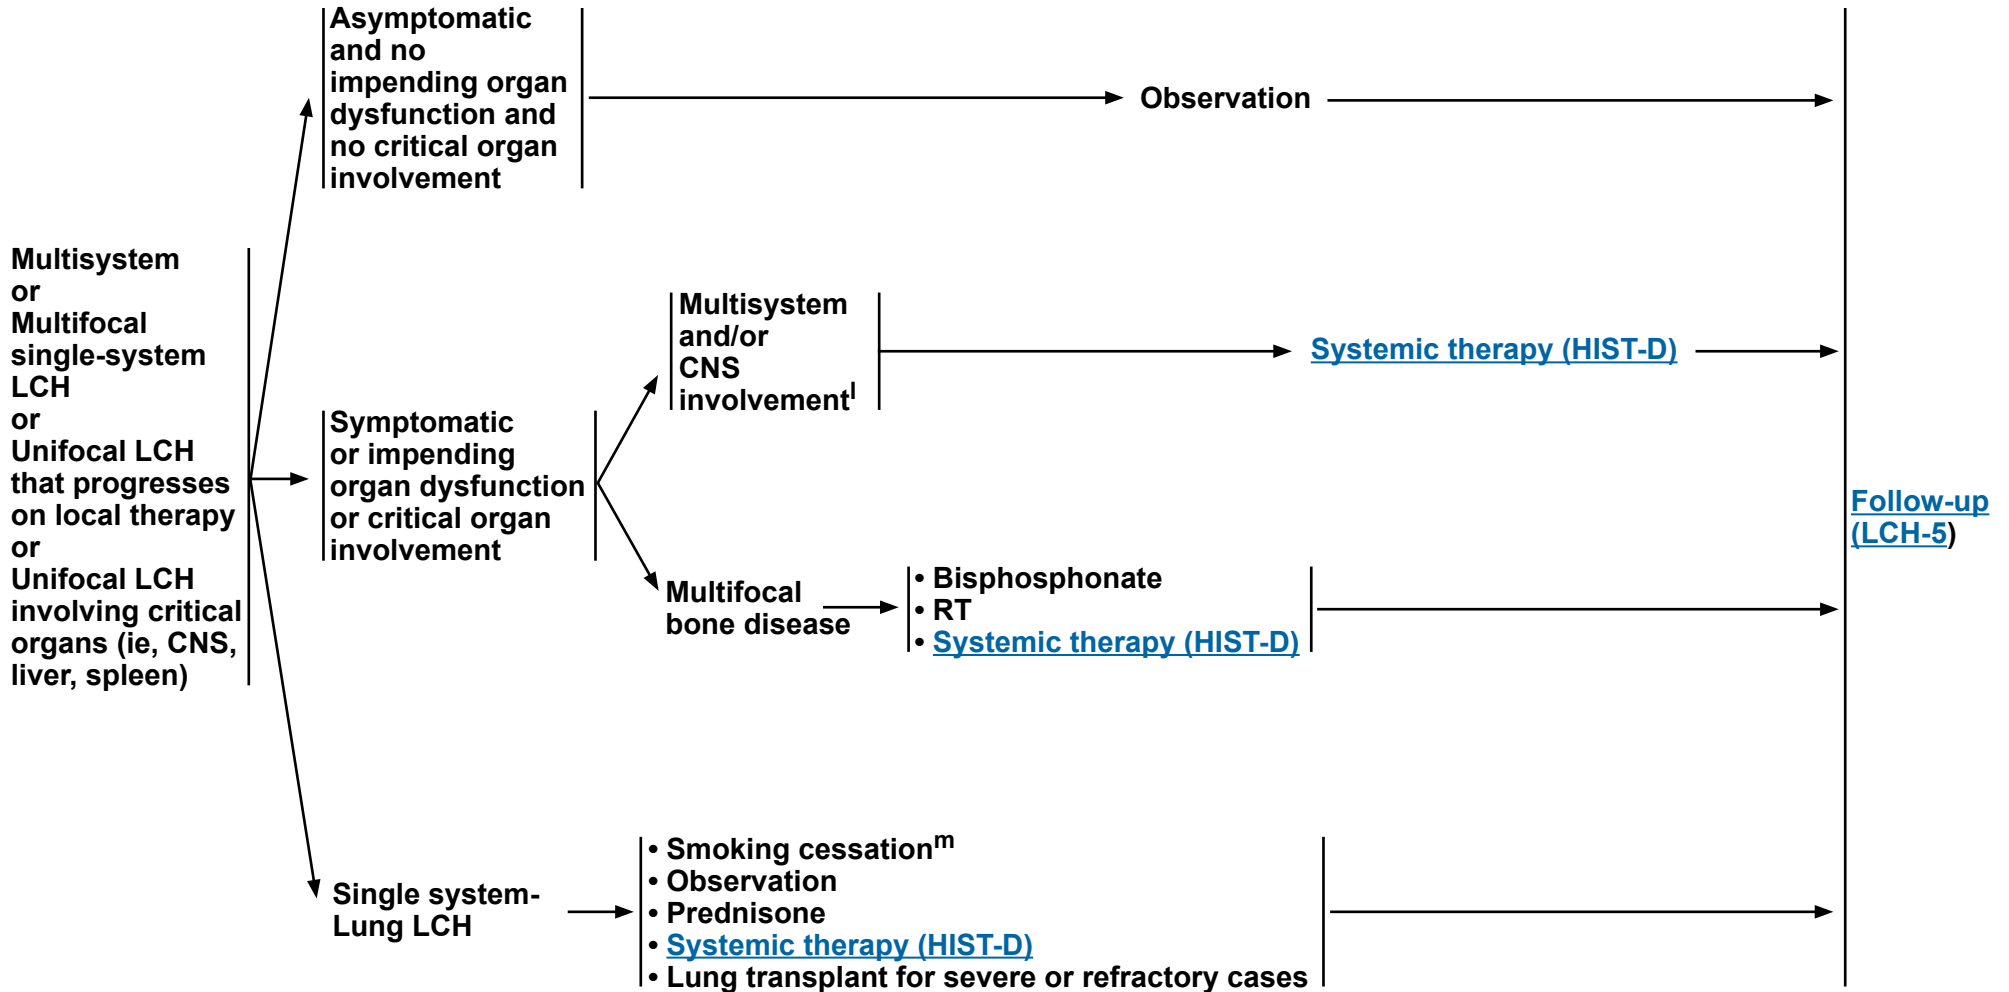 Multisystem
or
Multifocal
single-system
LCH
or
Unifocal LCH
that progresses
on local therapy
or
Unifocal LCH
involving critical
organs (ie, CNS,
liver, spleen)
Asymptomatic
and no
impending organ
dysfunction and
no critical organ
involvement
Observation
Symptomatic
or impending
organ dysfunction
or critical organ
involvement
Multisystem
and/or
CNS
involvementˡ
Systemic therapy (HIST-D)
Multifocal
bone disease
• Bisphosphonate
• RT
• Systemic therapy (HIST-D)
Single system-
Lung LCH
• Smoking cessationᵐ
• Observation
• Prednisone
• Systemic therapy (HIST-D)
• Lung transplant for severe or refractory cases
Follow-up
(LCH-5)